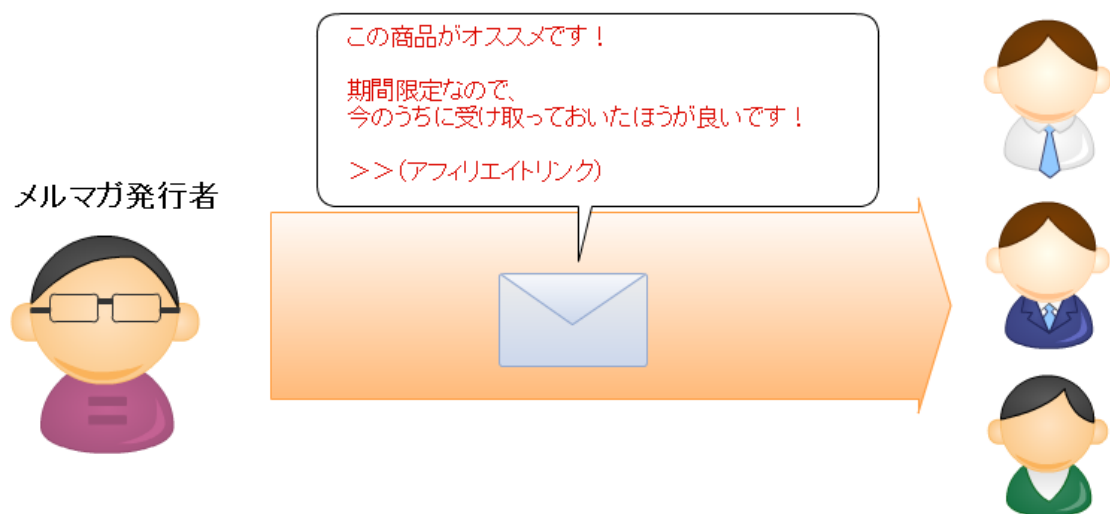 この商品がオススメです！
期間限定なので、
今のうちに受け取っておいたほうが良いです！
＞＞（アフィリエイトリンク）
メルマガ発行者